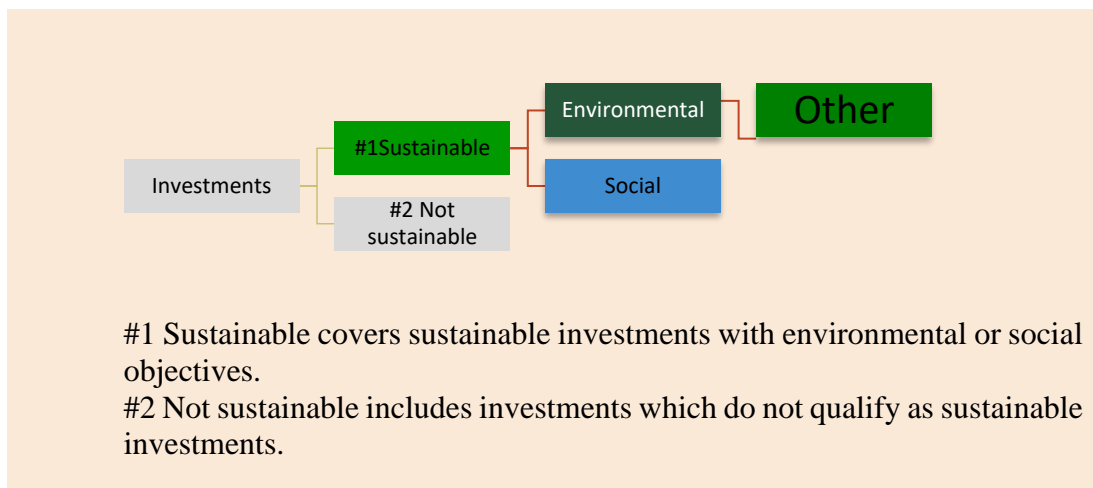 Environmental
Other
#1Sustainable
Investments
Social
#2 Not
sustainable
#1 Sustainable covers sustainable investments with environmental or social
objectives.
#2 Not sustainable includes investments which do not qualify as sustainable
investments.